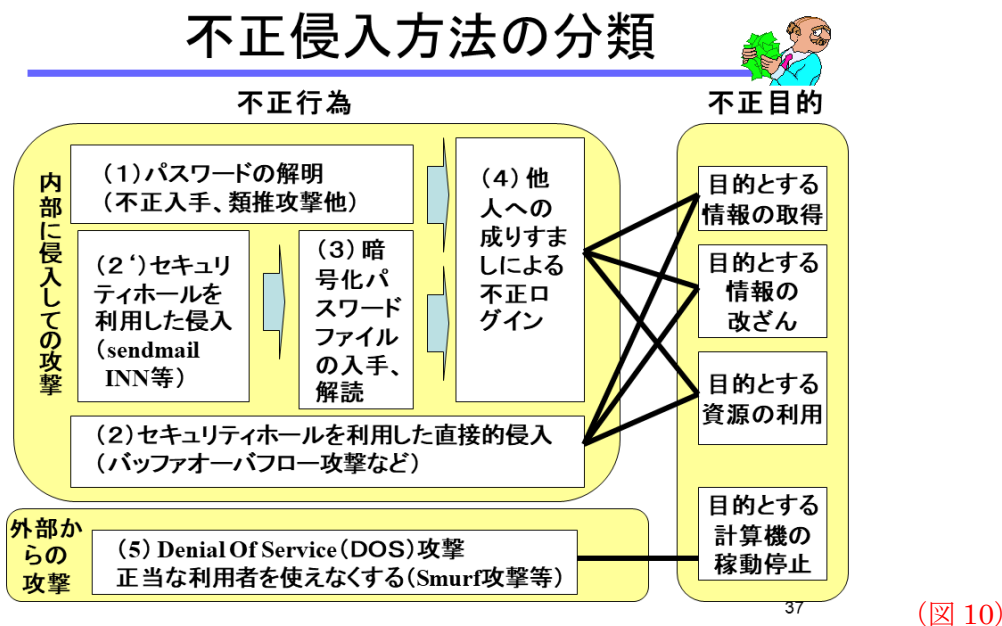 不正侵入方法の分類
不正行為
不正目的
内部に侵入しての攻撃
（１）パスワードの解明
（不正入手、類推攻撃他）
（２‘）セキュリ
ティホールを
利用した侵入
（sendmail
INN等）
（３）暗
号化パ
スワード
ファイル
の入手、
解読
（４）他
人への
成りすま
しによる
不正ロ
グイン
（２）セキュリティホールを利用した直接的侵入
（バッファオーバフロー攻撃など）
目的とする
情報の取得
目的とする
情報の
改ざん
目的とする
資源の利用
外部か
らの
攻撃
（5）Denial Of Service（DOS）攻撃
正当な利用者を使えなくする（Smurf攻撃等）
目的とする
計算機の
稼動停止
37
（図 10）